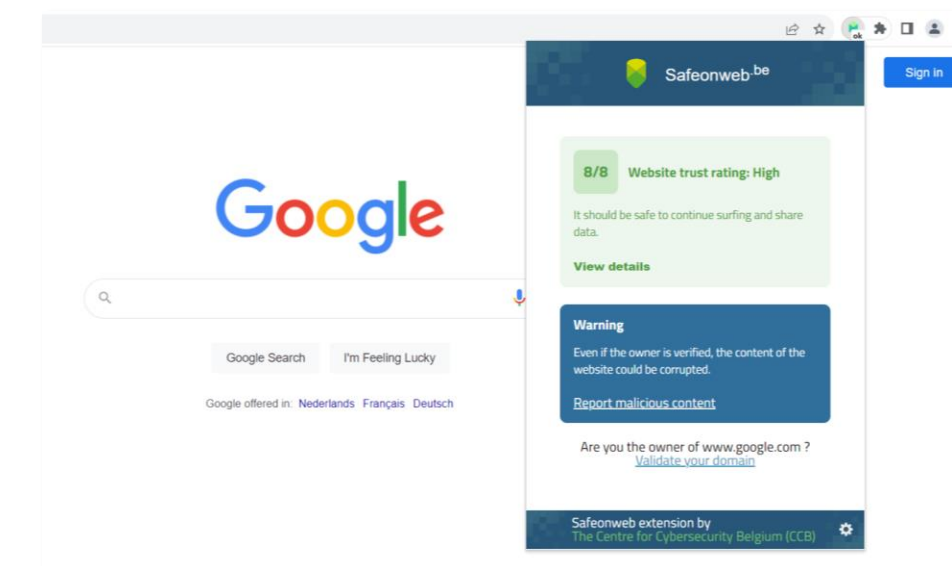 ok
Safeonweb.be
Sign in
Google
8/8 Website trust rating: High
It should be safe to continue surfing and share
data.
View details
Warning
Even if the owner is verified, the content of the
website could be corrupted.
Report malicious content
Google Search I'm Feeling Lucky
Google offered in: Nederlands Français Deutsch
Are you the owner of www.google.com ?
Validate your domain
Safeonweb extension by
The Centre for Cybersecurity Belgium (CCB)